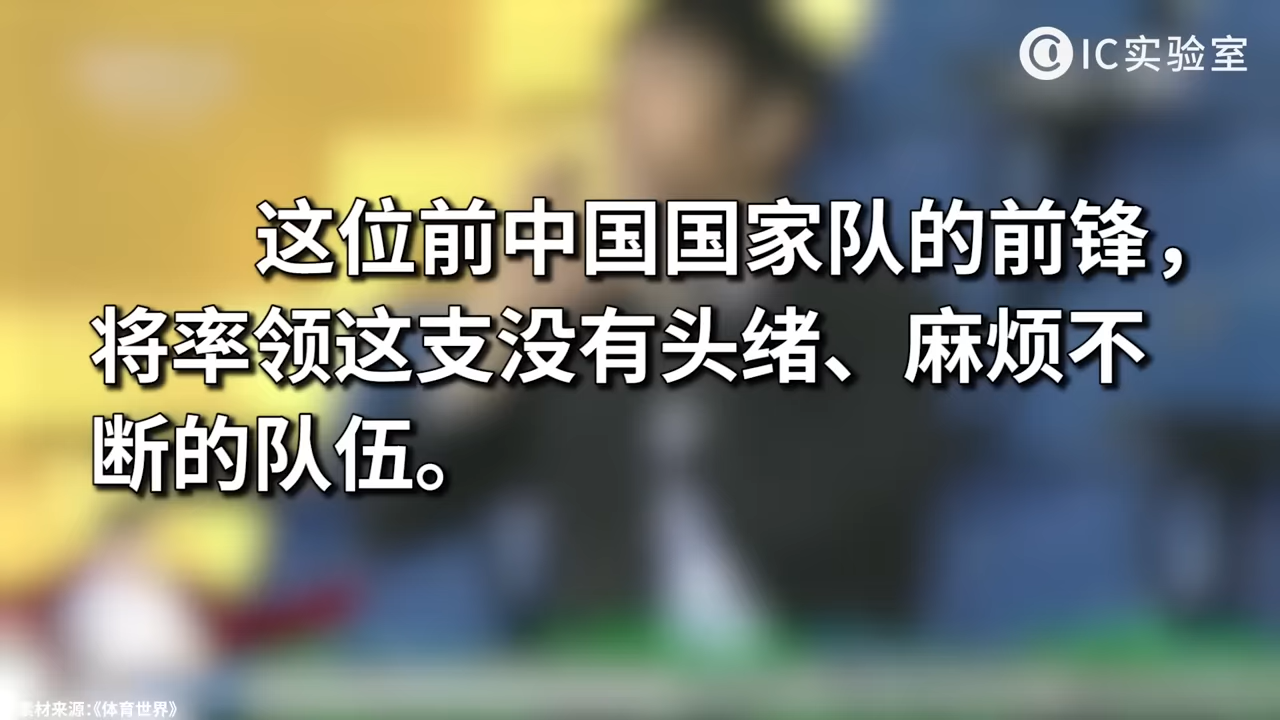 IC实验室
这位前中国国家队的前锋，
将率领这支没有头绪、麻烦不
断的队伍。
素材来源:《体育世界》